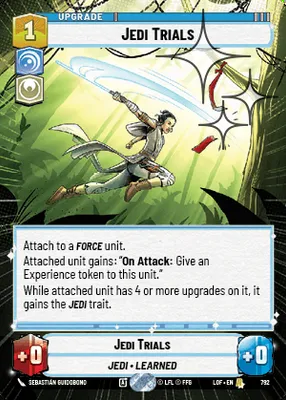 UPGRADE
1
JEDI TRIALS
Attach to a FORCE unit.
Attached unit gains: "On Attack: Give an
Experience token to this unit."
While attached unit has 4 or more upgrades on it, it
gains the JEDI trait.
+0
JEDI TRIALS
+0
JEDI • LEARNED
SEBASTIÁN GUIDOBONO
© LFL © FFG
LOF • EN
792